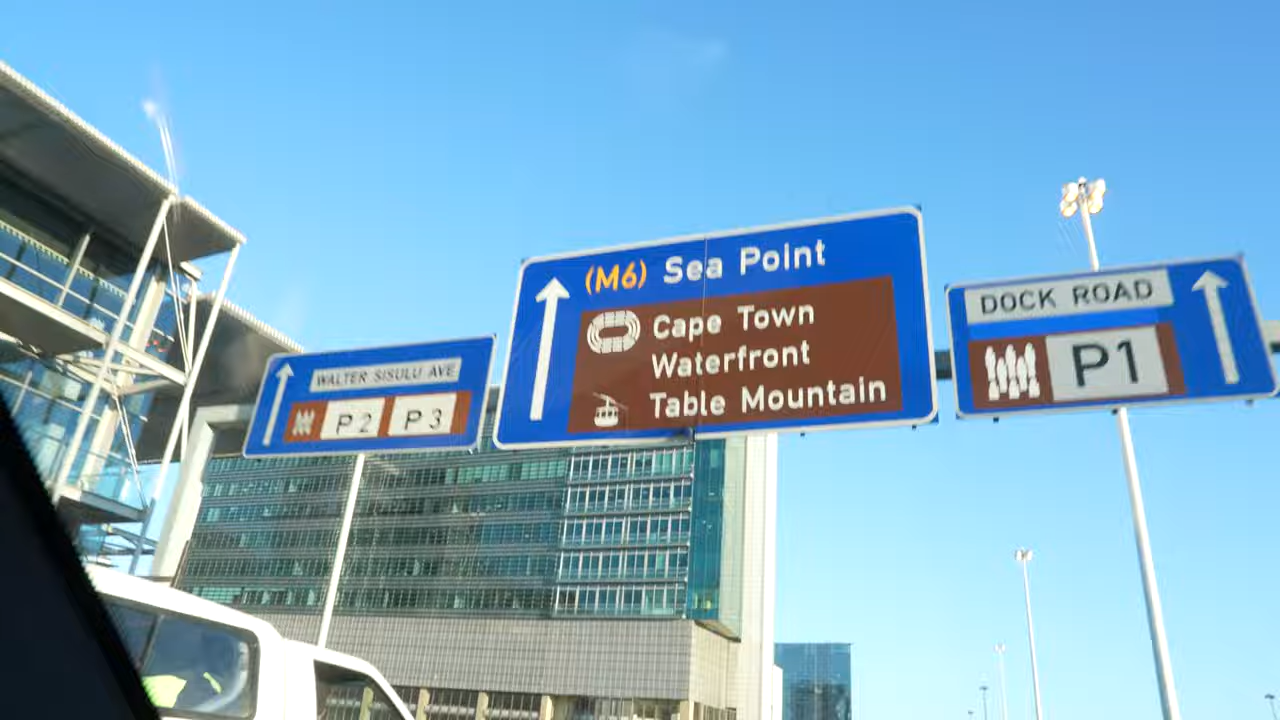 WALTER SISULU AVE
P2 P3
(M6) Sea Point
Cape Town
Waterfront
Table Mountain
DOCK ROAD
P1